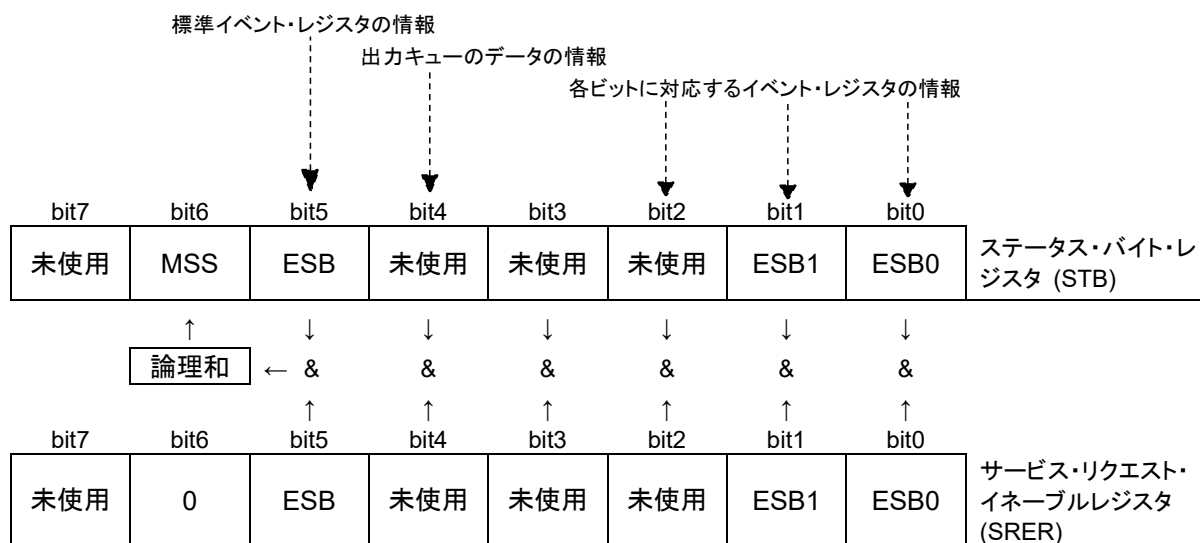 標準イベント・レジスタの情報
出力キューのデータの情報
各ビットに対応するイベント・レジスタの情報
bit7 bit6 bit5 bit4 bit3 bit2 bit1 bit0
未使用 MSS ESB 未使用 未使用 未使用 ESB1 ESB0
ステータス・バイト・レ
ジスタ (STB)
↑ ↓ ↓ ↓ ↓ ↓ ↓
論理和 ← & & & & & &
↑ ↑ ↑ ↑ ↑ ↑
bit7 bit6 bit5 bit4 bit3 bit2 bit1 bit0
未使用 0 ESB 未使用 未使用 未使用 ESB1 ESB0
サービス・リクエスト・
イネーブルレジスタ
(SRER)